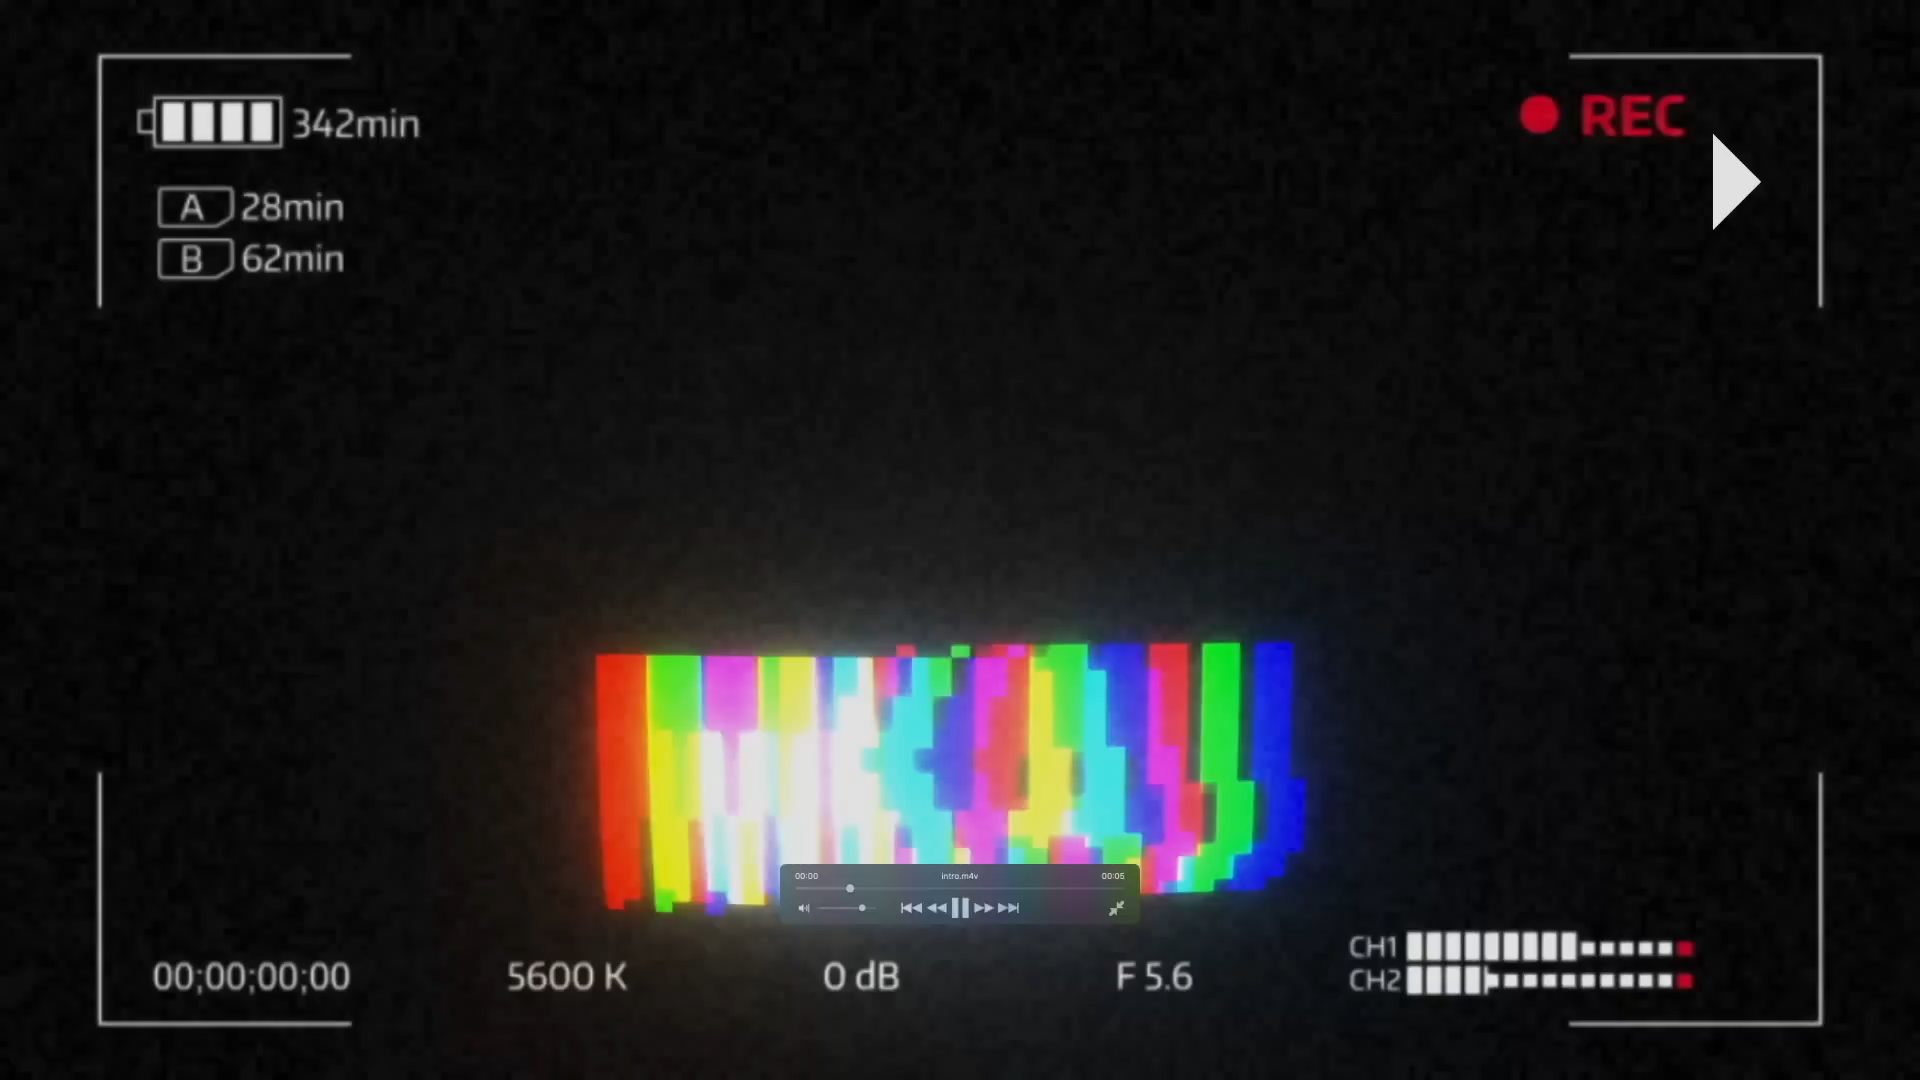 342min
REC
A 28min
B 62min
00:00 intro.m4v 00:05
00;00;00;00
5600 K
0 dB
F 5.6
CH1
CH2